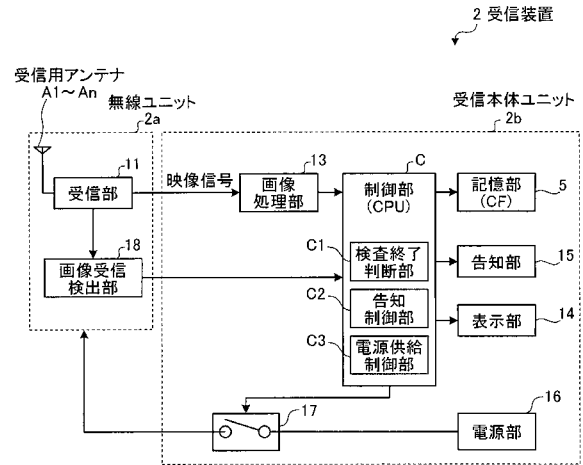 2 受信装置
受信用アンテナ
A1～An
無線ユニット
2a
受信本体ユニット
2b
11
受信部
映像信号
13
画像
処理部
C
制御部
(CPU)
記憶部
(CF)
5
18
画像受信
検出部
C1
検査終了
判断部
告知部
15
C2
告知
制御部
表示部
14
C3
電源供給
制御部
17
16
電源部